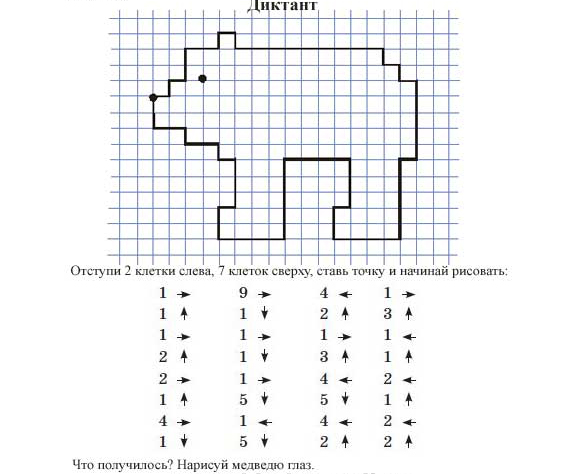 Диктант
Отступи 2 клетки слева, 7 клеток сверху, ставь точку и начинай рисовать:
1 → 9 → 4 ← 1 →
1 ↑ 1 ↓ 2 ↑ 3 ↑
1 → 1 → 1 → 1 ←
2 ↑ 1 ↓ 3 ↑ 1 ↑
2 → 1 → 4 ← 2 ←
1 ↑ 5 ↓ 5 ↓ 1 ↑
4 → 1 ← 4 ← 2 ←
1 ↓ 5 ↓ 2 ↑ 2 ↑
Что получилось? Нарисуй медведю глаз.